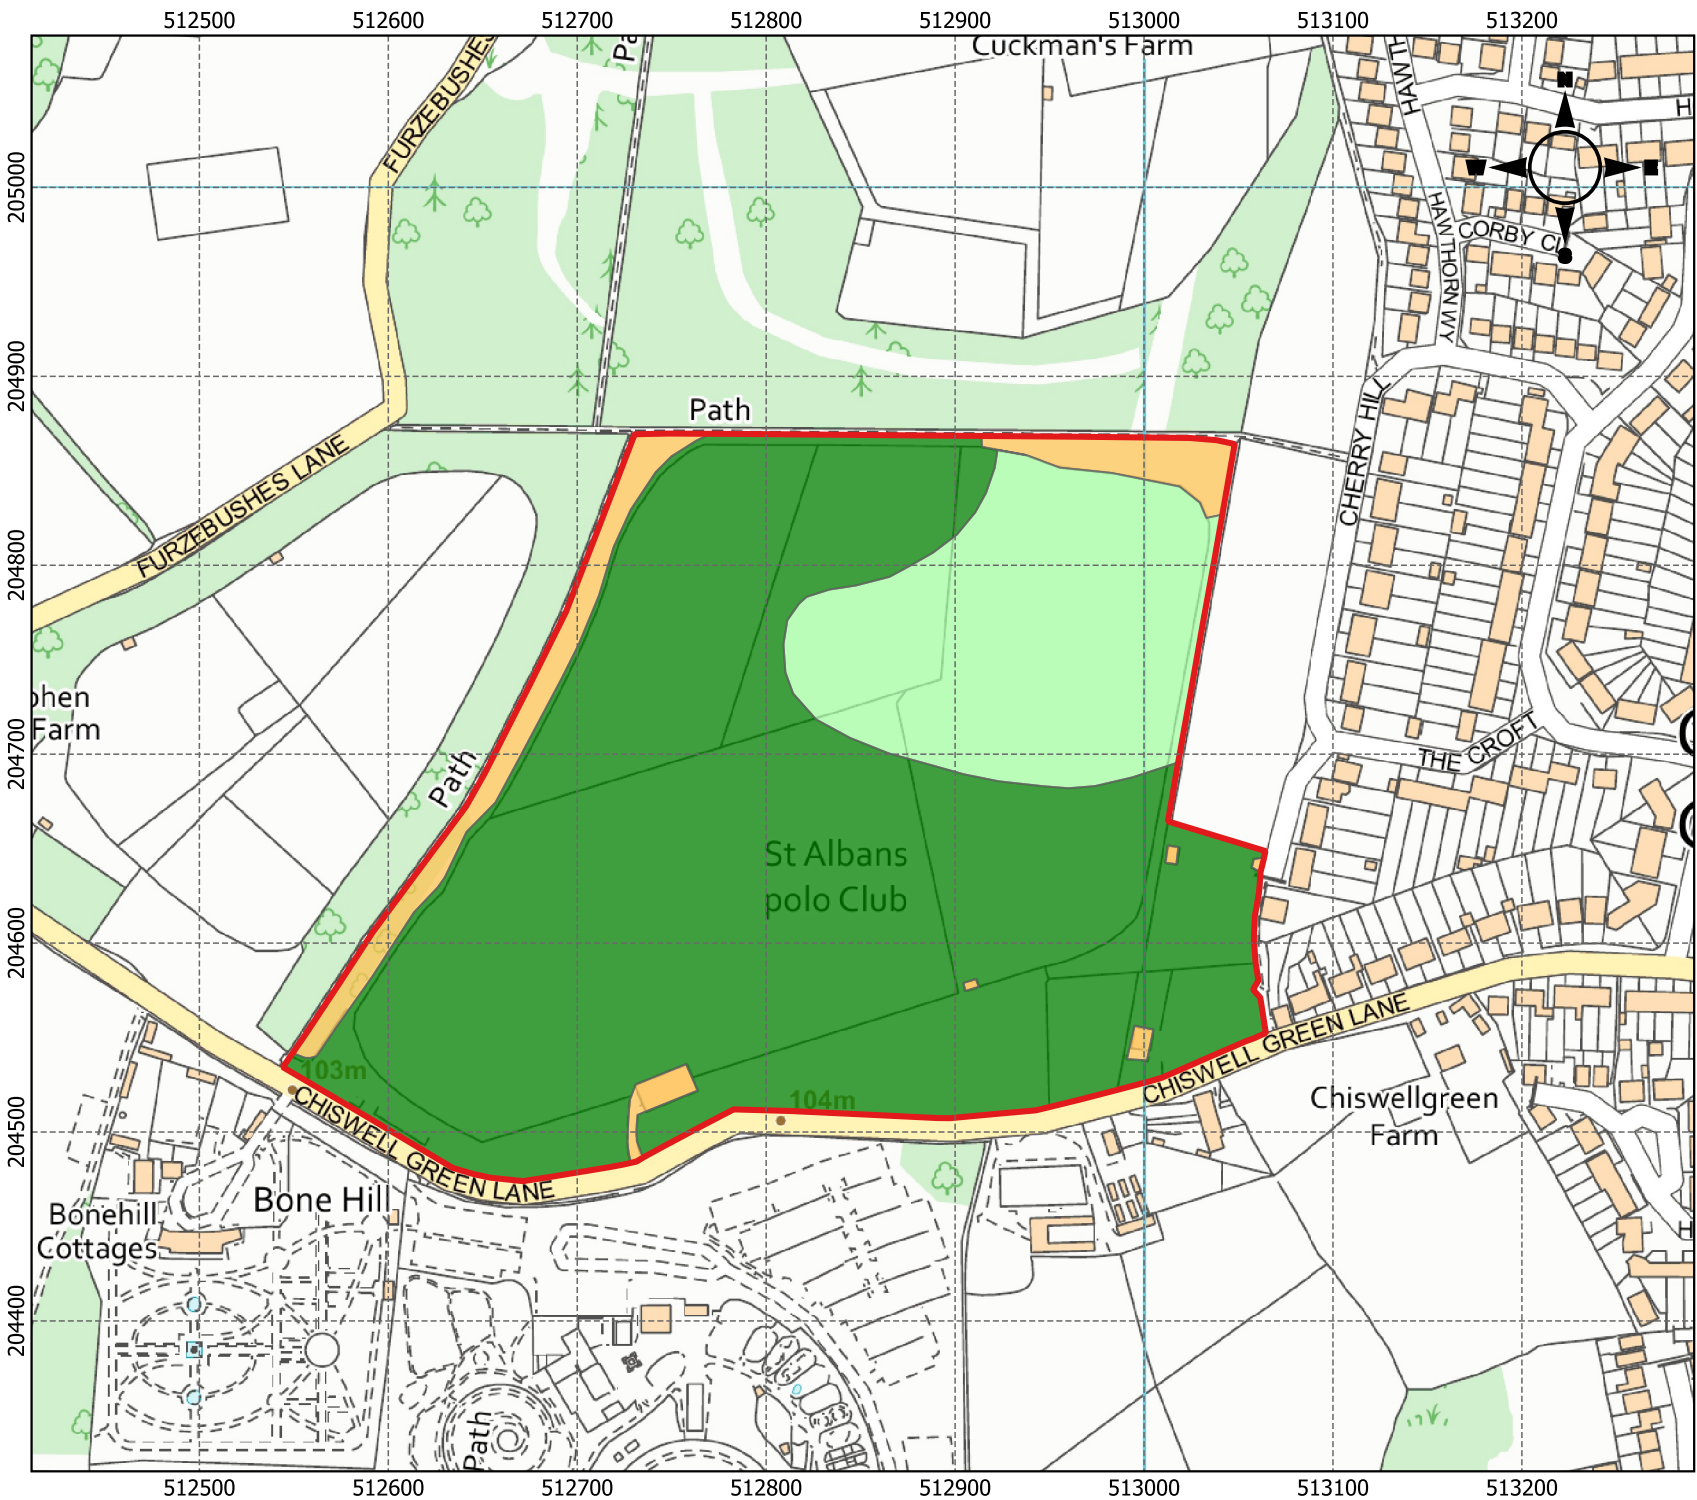 512500 512600 512700 512800 512900 513000 513100 513200
Cuckman's Farm
Pa
FURZEBUSHES
HAWTH
H
N
W
E
S
205000
HAWTHORN WY
CORBY CL
204900
Path
CHERRY HILL
FURZEBUSHES LANE
204800
phen
Farm
Path
THE CROFT
204700
St Albans
polo Club
204600
103m
104m
CHISWELL GREEN LANE
CHISWELL GREEN LANE
Chiswellgreen
Farm
204500
Bone Hill
Bonehill
Cottages
H
204400
Path
512500 512600 512700 512800 512900 513000 513100 513200